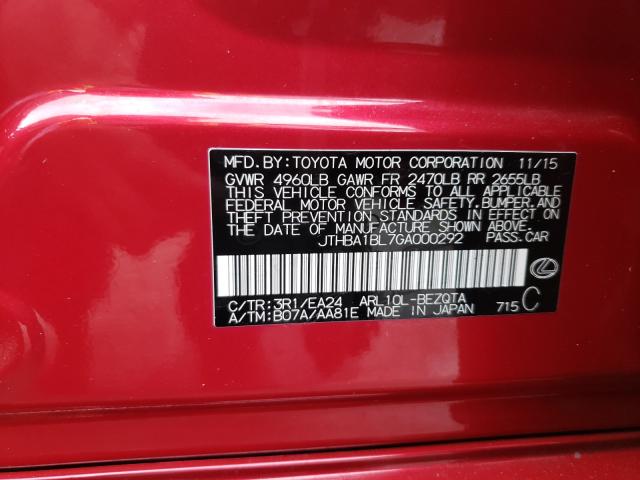 MFD.BY:TOYOTA MOTOR CORPORATION 11/15
GVWR 4960LB GAWR FR 2470LB RR 2655LB
THIS VEHICLE CONFORMS TO ALL APPLICABLE
FEDERAL MOTOR VEHICLE SAFETY,BUMPER,AND
THEFT PREVENTION STANDARDS IN EFFECT ON
THE DATE OF MANUFACTURE SHOWN ABOVE.
JTHBA1BL7GA000292 PASS.CAR
C/TR:3R1/EA24 ARL10L-BEZQTA
A/TM:B07A/AA81E MADE IN JAPAN 715 C